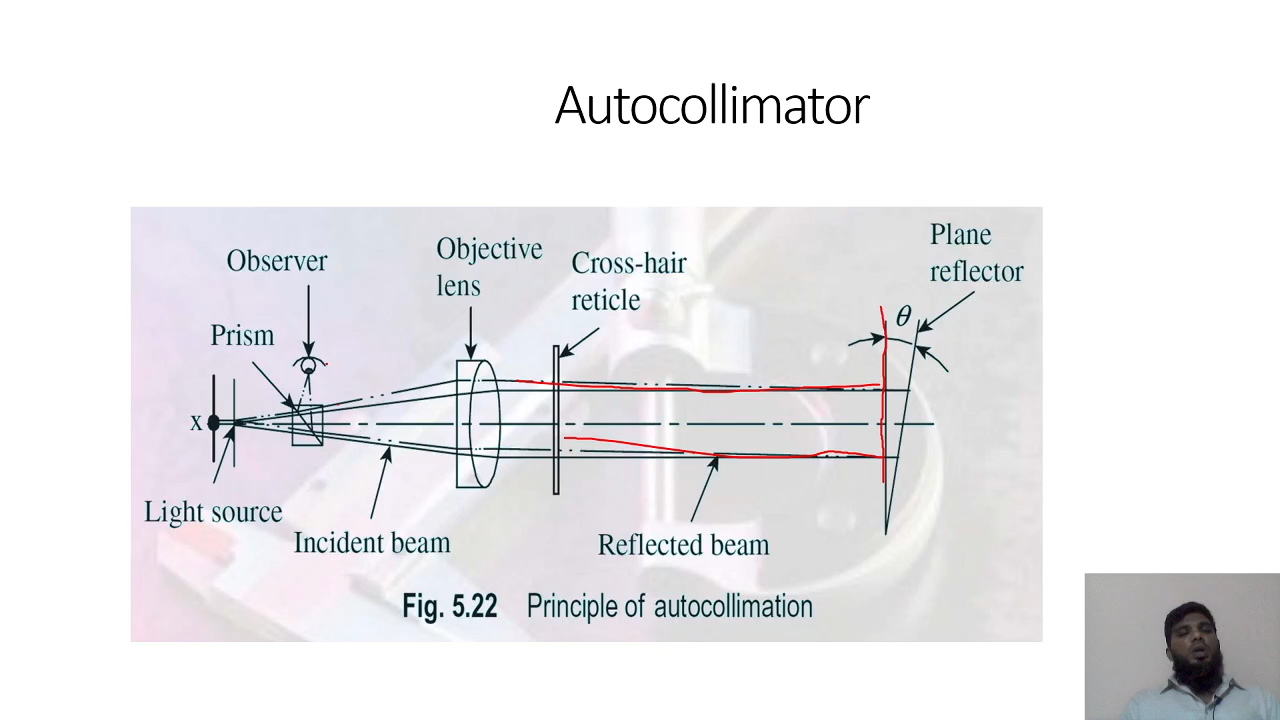 Autocollimator
Observer
Prism
Objective
lens
Cross-hair
reticle
Plane
reflector
θ
x
Light source
Incident beam
Reflected beam
Fig. 5.22 Principle of autocollimation